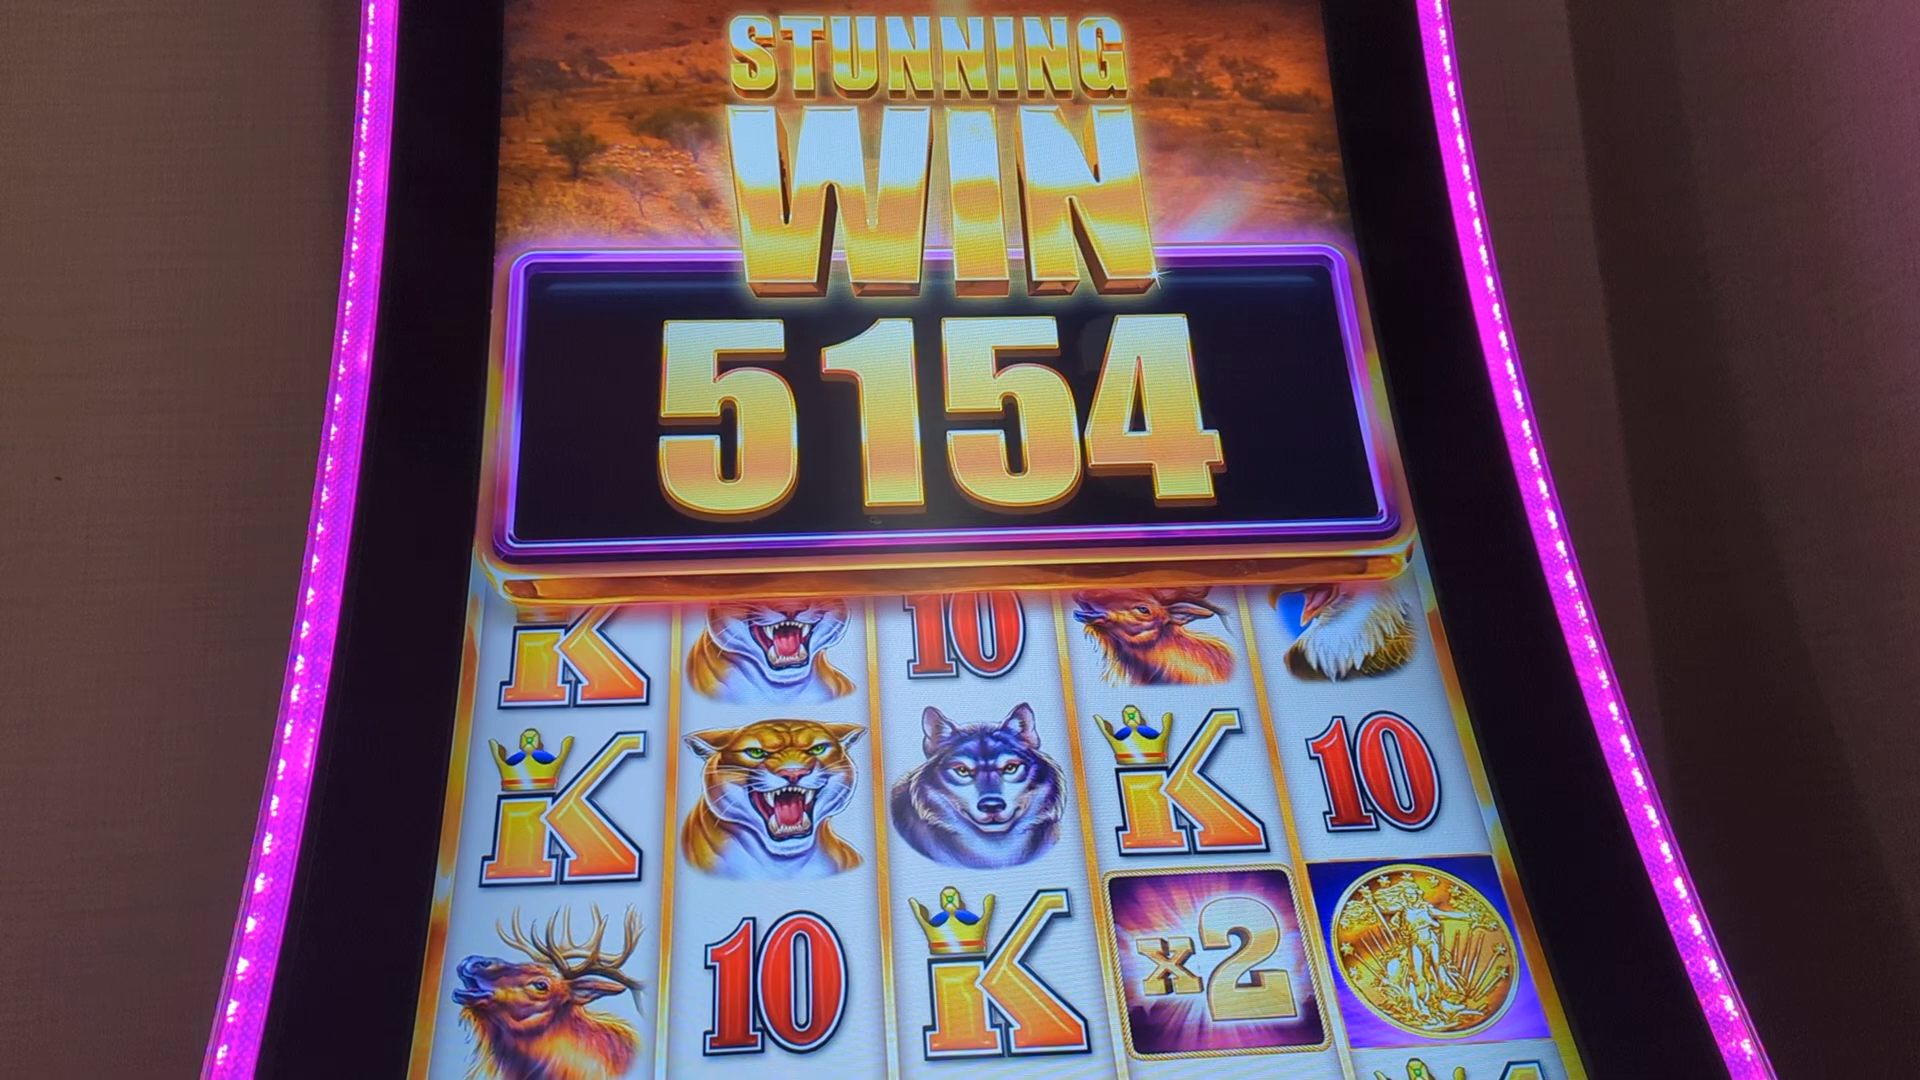 STUNNING
WIN
5154
K 10
K K 10
10 K x2